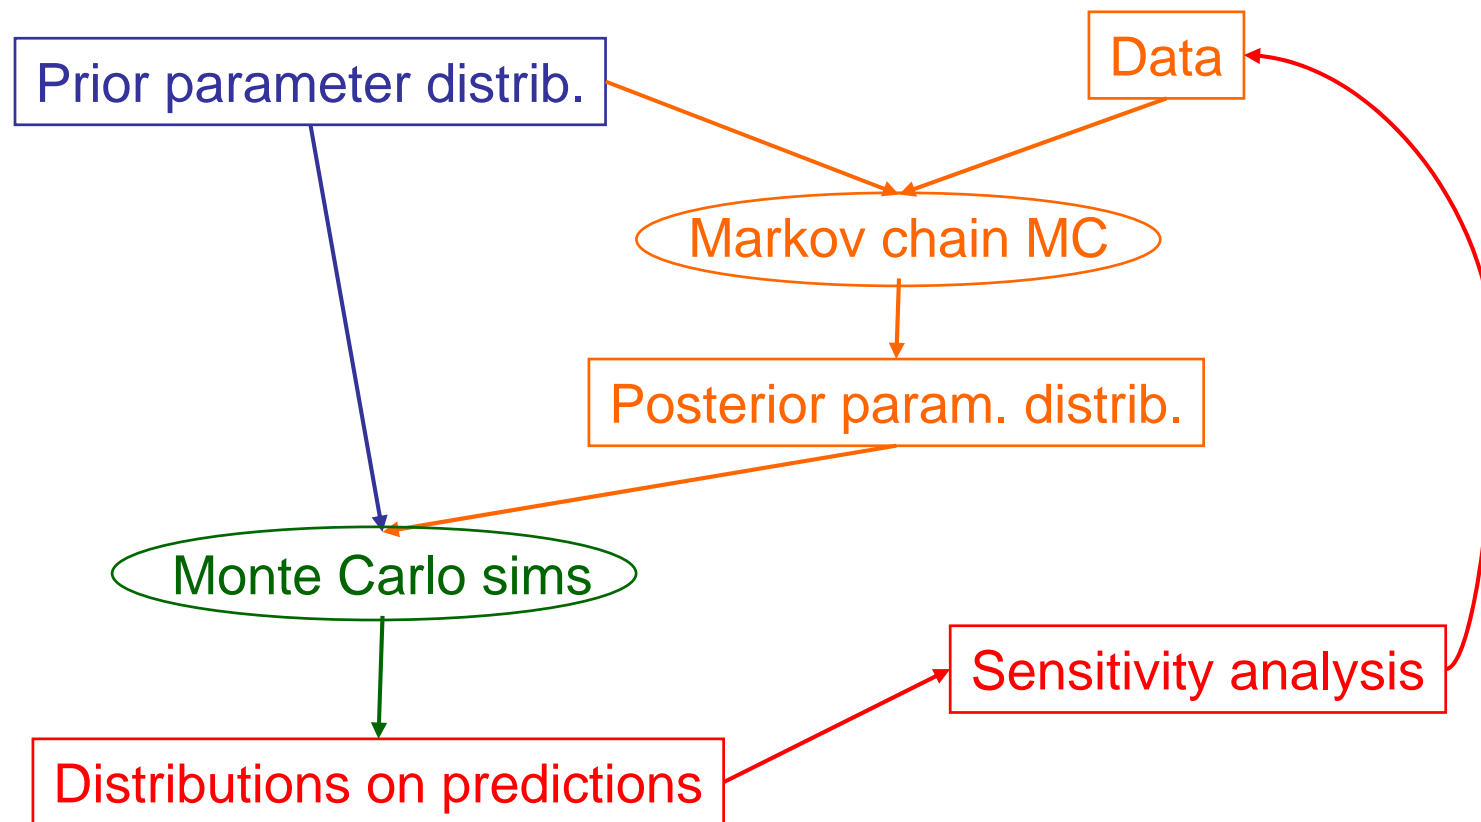 Prior parameter distrib.
Data
Markov chain MC
Posterior param. distrib.
Monte Carlo sims
Sensitivity analysis
Distributions on predictions